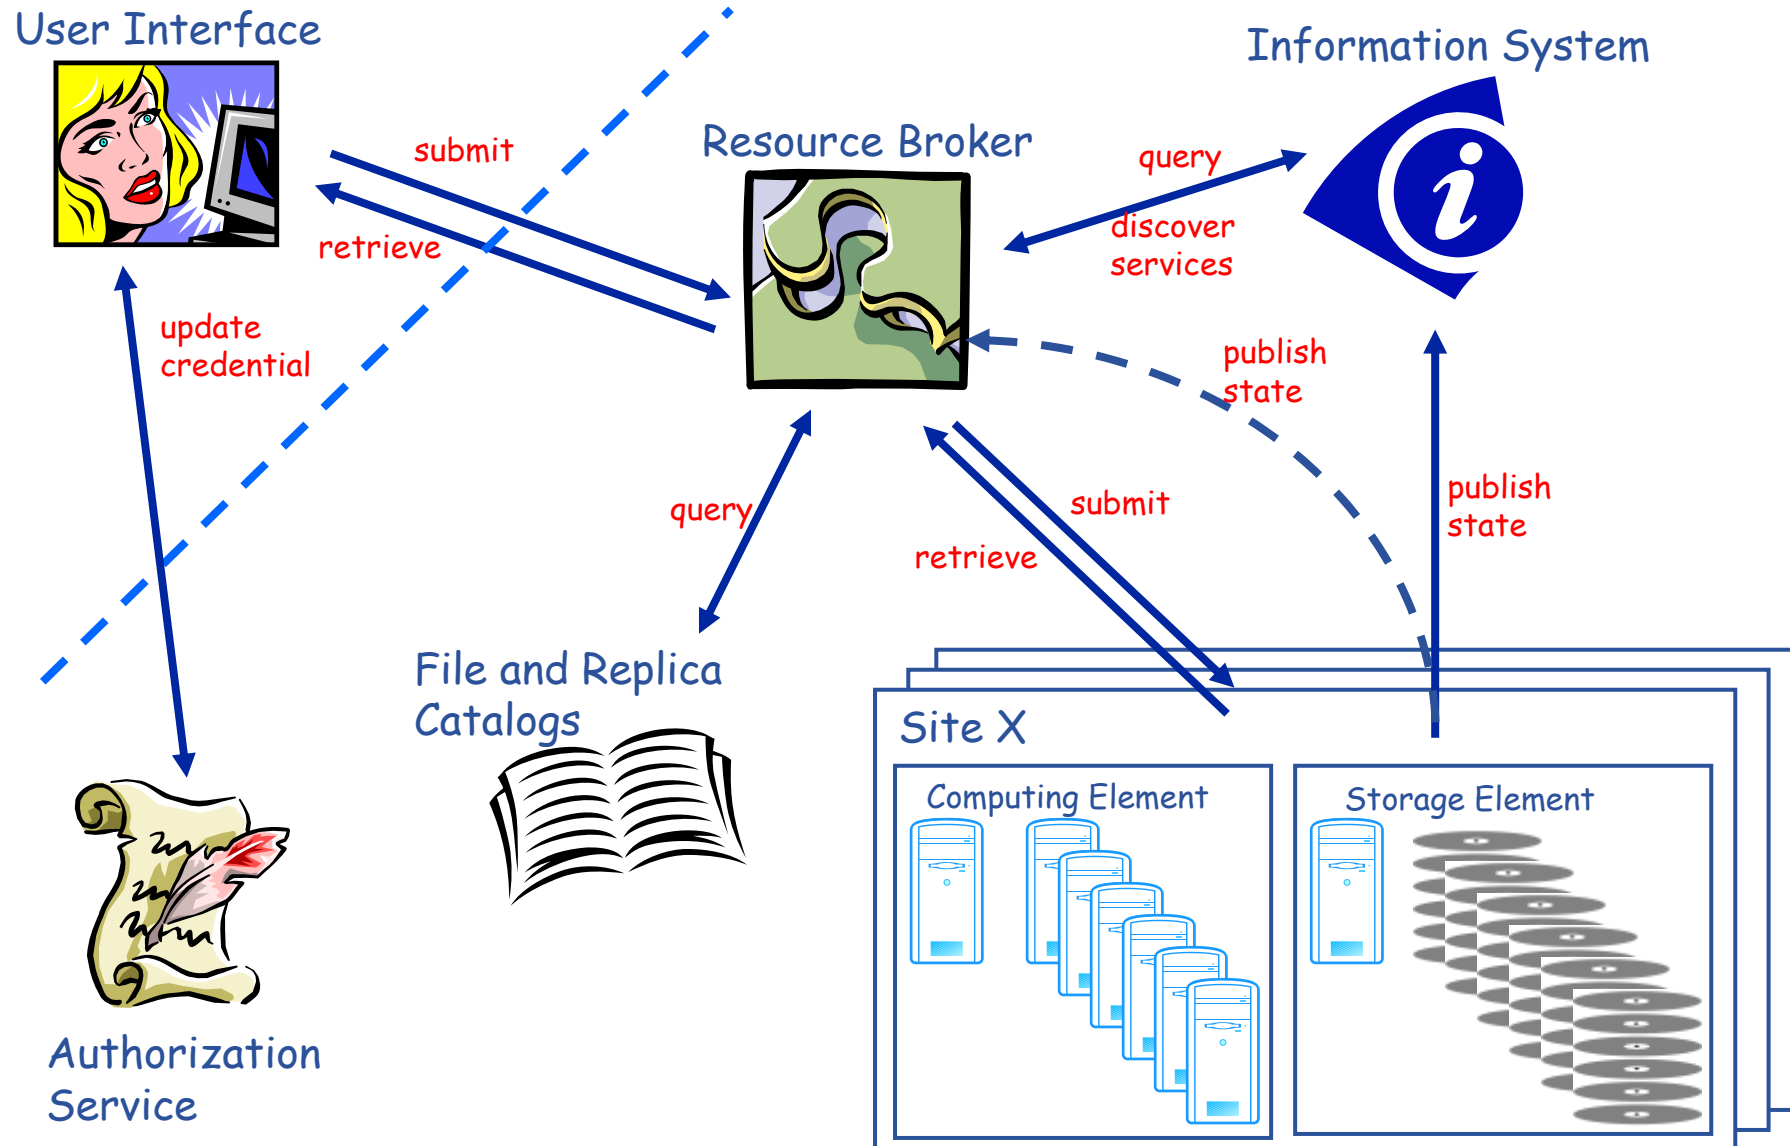 User Interface
Information System
Resource Broker
submit
query
retrieve
discover
services
update
credential
publish
state
query
submit
retrieve
publish
state
File and Replica
Catalogs
Site X
Computing Element
Storage Element
Authorization
Service